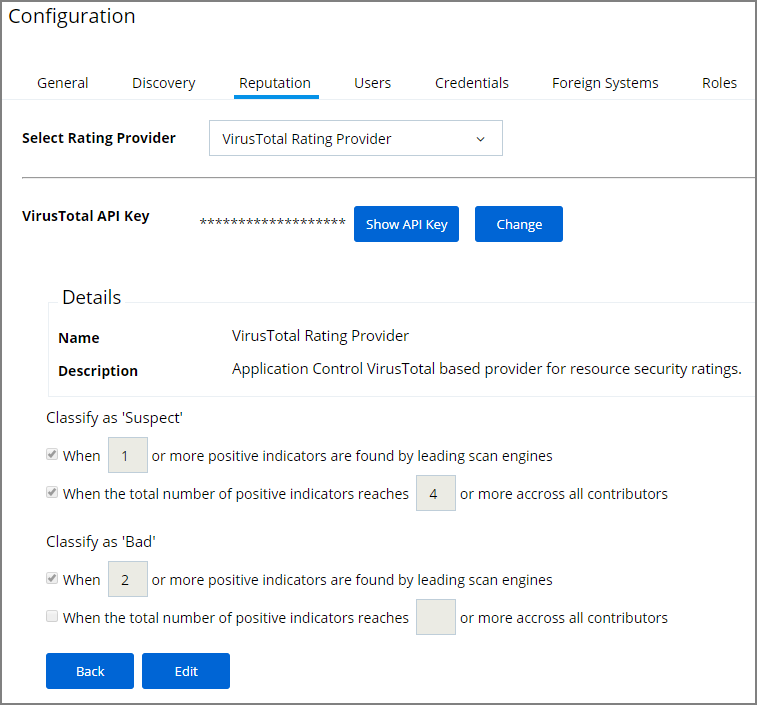 Configuration
General Discovery Reputation Users Credentials Foreign Systems Roles
Select Rating Provider VirusTotal Rating Provider
VirusTotal API Key ******************* Show API Key Change
Details
Name VirusTotal Rating Provider
Description Application Control VirusTotal based provider for resource security ratings.
Classify as 'Suspect'
When 1 or more positive indicators are found by leading scan engines
When the total number of positive indicators reaches 4 or more accross all contributors
Classify as 'Bad'
When 2 or more positive indicators are found by leading scan engines
When the total number of positive indicators reaches or more accross all contributors
Back Edit